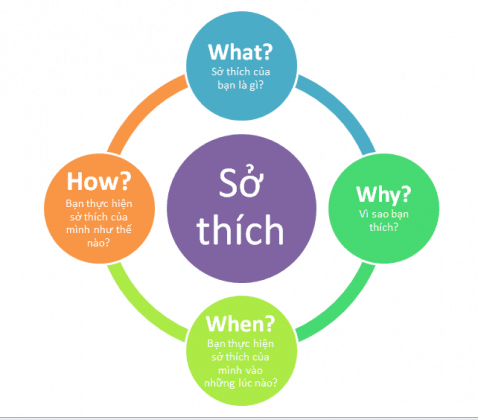 What?
Sở thích của
bạn là gì?
How?
Bạn thực hiện
sở thích của
mình như thế
nào?
Sở
thích
Why?
Vì sao bạn
thích?
When?
Bạn thực hiện
sở thích của
mình vào
những lúc nào?